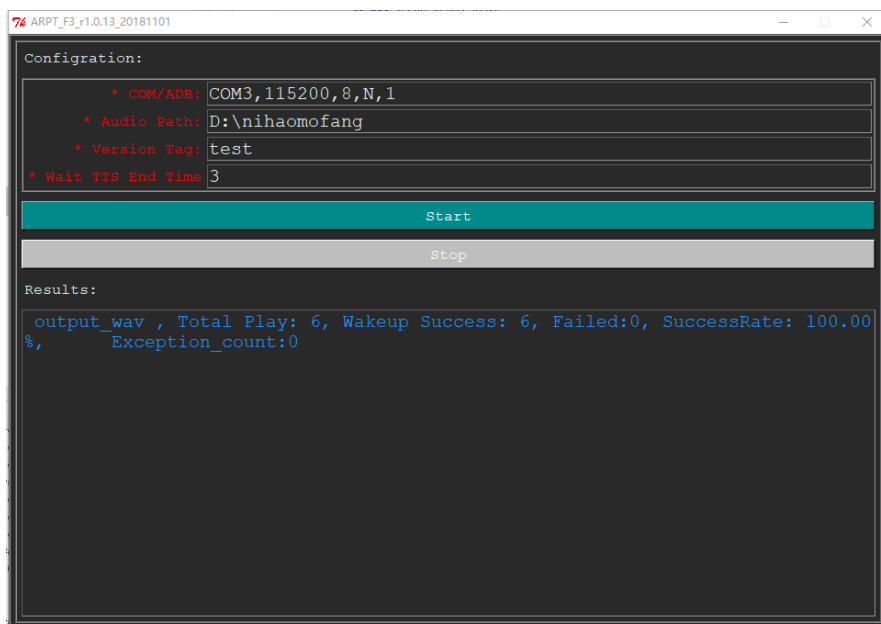 ARPT_F3_r1.0.13_20181101
Configration:
* COM/ADB: COM3,115200,8,N,1
* Audio Path: D:\nihaomofang
* Version Tag: test
* Wait TTS End Time 3
Start
Stop
Results:
output_wav , Total Play: 6, Wakeup Success: 6, Failed:0, SuccessRate: 100.00
%, Exception_count:0